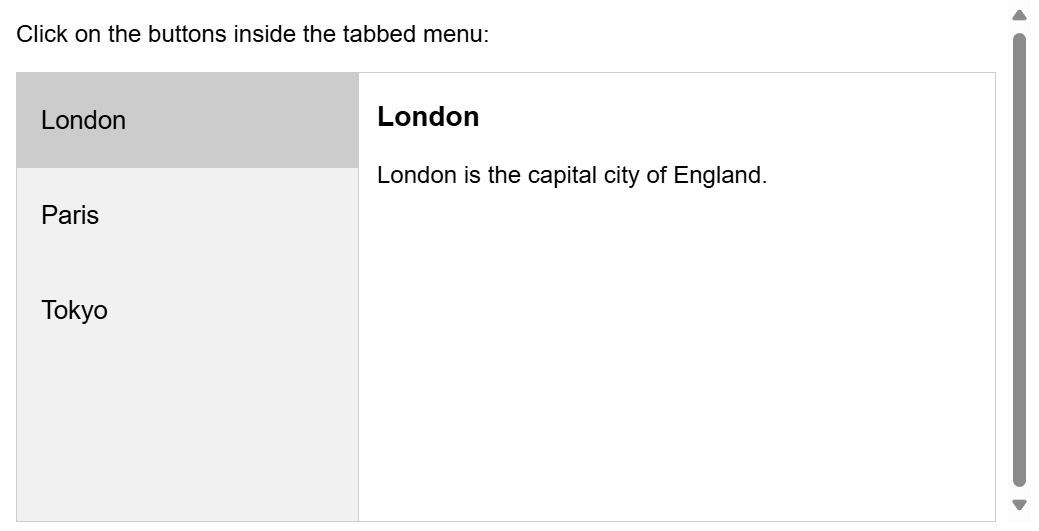 Click on the buttons inside the tabbed menu:
London
Paris
Tokyo
London
London is the capital city of England.